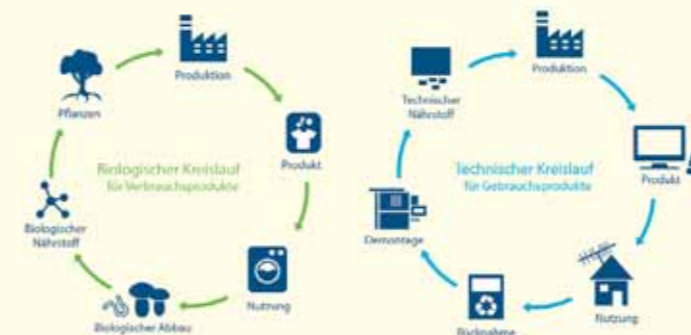 Biologischer Kreislauf
für Verbrauchsprodukte
Produktion
Produkt
Nutzung
Biologischer Abbau
Biologischer
Nährstoff
Pflanzen
Technischer Kreislauf
für Gebrauchsprodukte
Produktion
Produkt
Nutzung
Rücknahme
Demontage
Technischer
Nährstoff